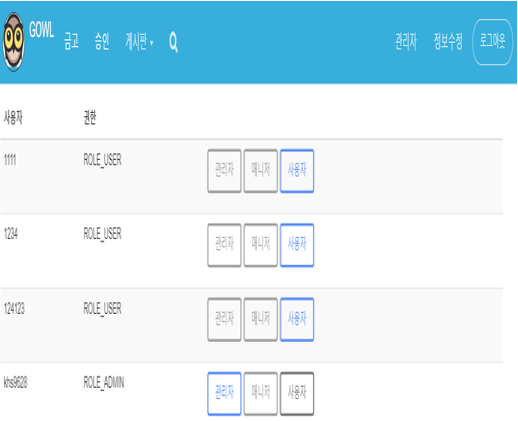 GOWL 금고 승인 게시판 관리자 정보수정 로그아웃
사용자 권한
1111 ROLE_USER 관리자 매니저 사용자
1234 ROLE_USER 관리자 매니저 사용자
124123 ROLE_USER 관리자 매니저 사용자
khs9628 ROLE_ADMIN 관리자 매니저 사용자